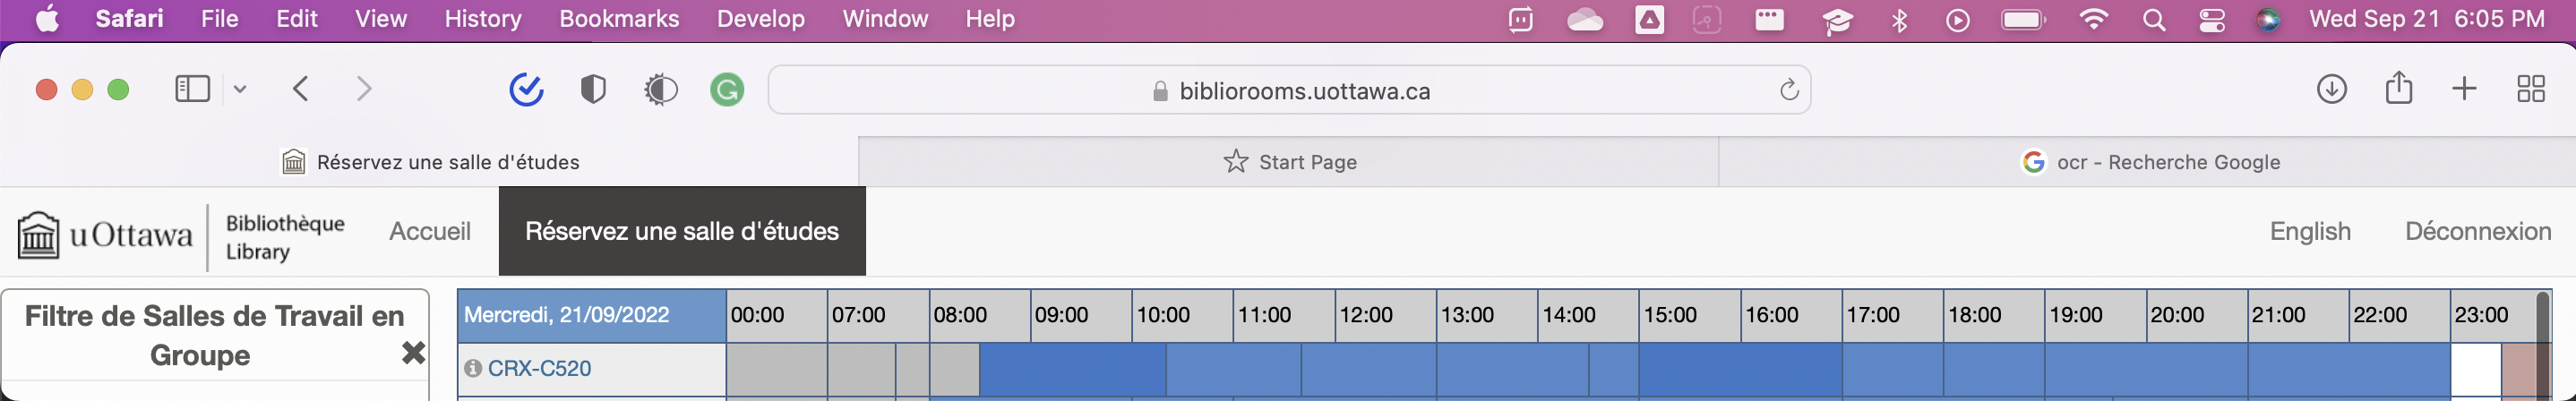 Safari File Edit View History Bookmarks Develop Window Help Wed Sep 21 6:05 PM
bibliorooms.uottawa.ca
Réservez une salle d'études Start Page ocr - Recherche Google
uOttawa Bibliothèque Library Accueil Réservez une salle d'études English Déconnexion
Filtre de Salles de Travail en
Groupe
Mercredi, 21/09/2022 00:00 07:00 08:00 09:00 10:00 11:00 12:00 13:00 14:00 15:00 16:00 17:00 18:00 19:00 20:00 21:00 22:00 23:00
CRX-C520